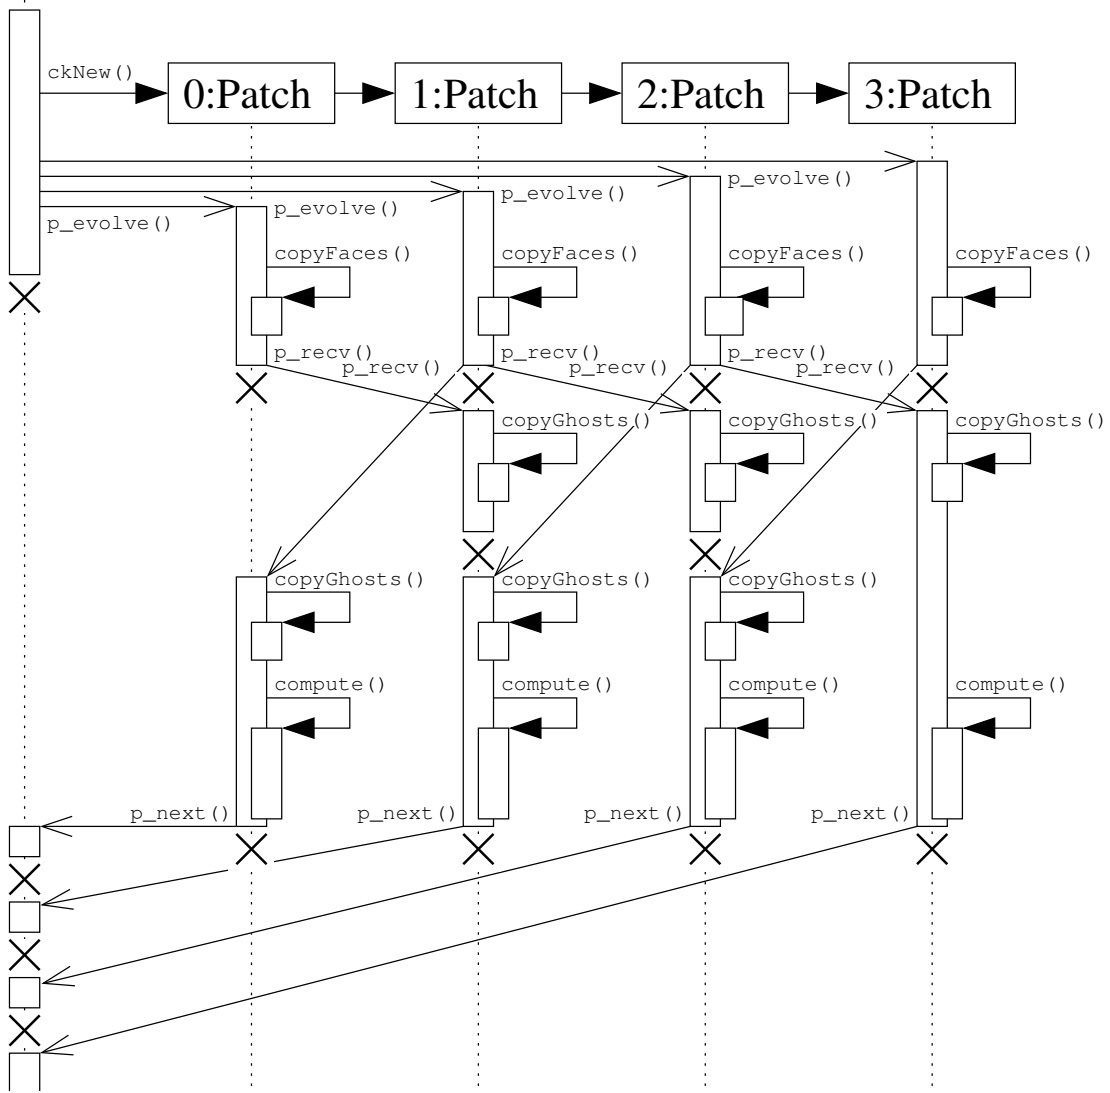 ckNew()
0:Patch 1:Patch 2:Patch 3:Patch
p_evolve()
p_evolve()
p_evolve()
p_evolve()
copyFaces() copyFaces() copyFaces() copyFaces()
p_recv() p_recv() p_recv()
p_recv() p_recv() p_recv()
copyGhosts() copyGhosts() copyGhosts()
copyGhosts() copyGhosts() copyGhosts()
compute() compute() compute() compute()
p_next() p_next() p_next() p_next()